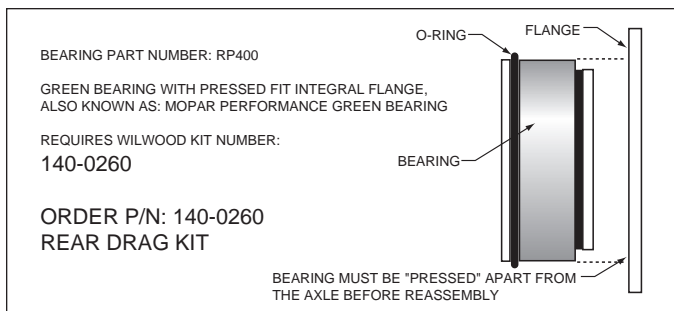 BEARING PART NUMBER: RP400
GREEN BEARING WITH PRESSED FIT INTEGRAL FLANGE,
ALSO KNOWN AS: MOPAR PERFORMANCE GREEN BEARING
REQUIRES WILWOOD KIT NUMBER:
140-0260
ORDER P/N: 140-0260
REAR DRAG KIT
O-RING
FLANGE
BEARING
BEARING MUST BE "PRESSED" APART FROM
THE AXLE BEFORE REASSEMBLY